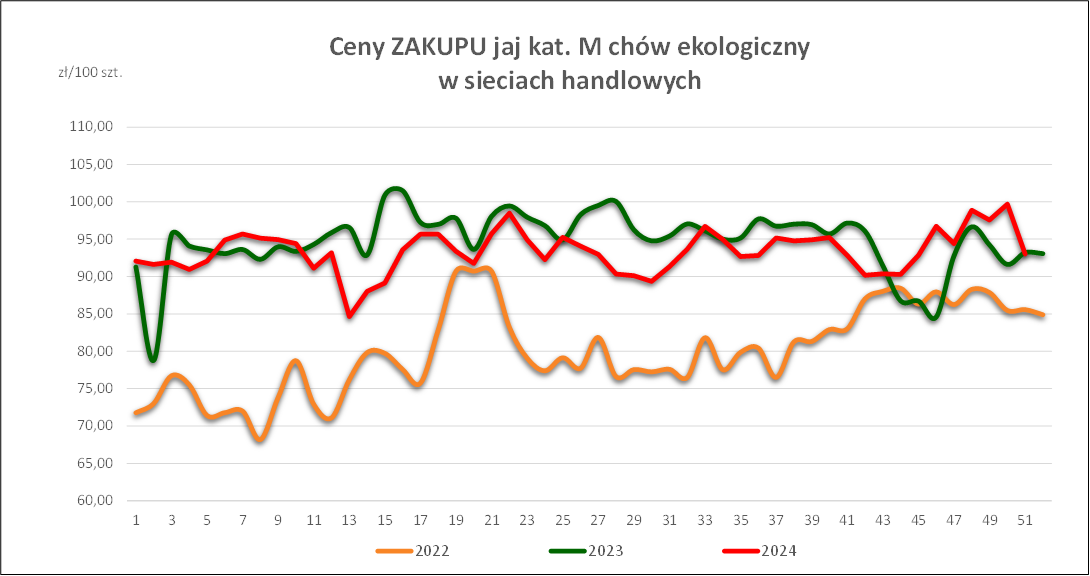 Ceny ZAKUPU jaj kat. M chów ekologiczny
w sieciach handlowych
zł/100 szt.
110,00
105,00
100,00
95,00
90,00
85,00
80,00
75,00
70,00
65,00
60,00
1 3 5 7 9 11 13 15 17 19 21 23 25 27 29 31 33 35 37 39 41 43 45 47 49 51
2022 2023 2024